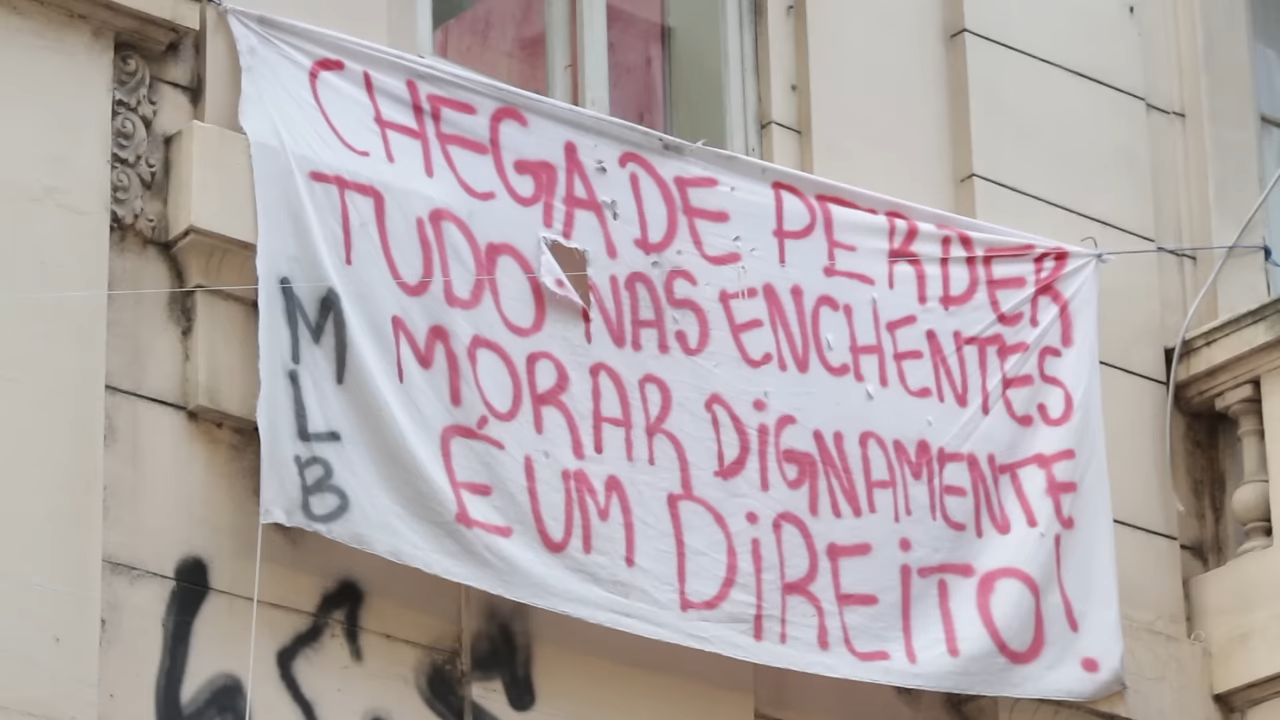 CHEGA DE PERDER
TUDO NAS ENCHENTES
MORAR DiGNAMENTE
É UM DiREiTO!
MLB